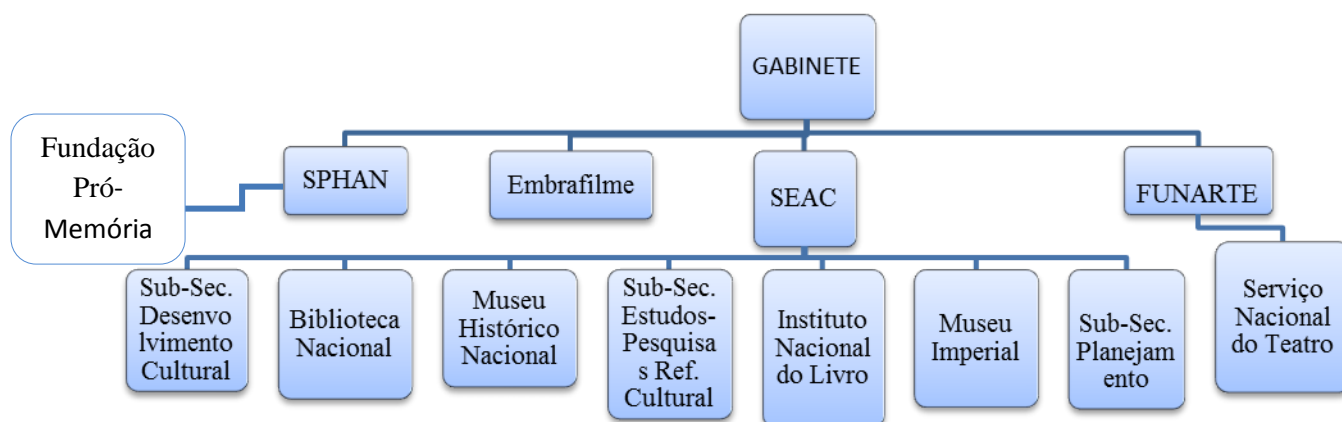 GABINETE
Fundação
Pró-
Memória
SPHAN
Embrafilme
SEAC
FUNARTE
Sub-Sec.
Desenvo
lvimento
Cultural
Biblioteca
Nacional
Museu
Histórico
Nacional
Sub-Sec.
Estudos-
Pesquisa
s Ref.
Cultural
Instituto
Nacional
do Livro
Museu
Imperial
Sub-Sec.
Planejam
ento
Serviço
Nacional
do Teatro